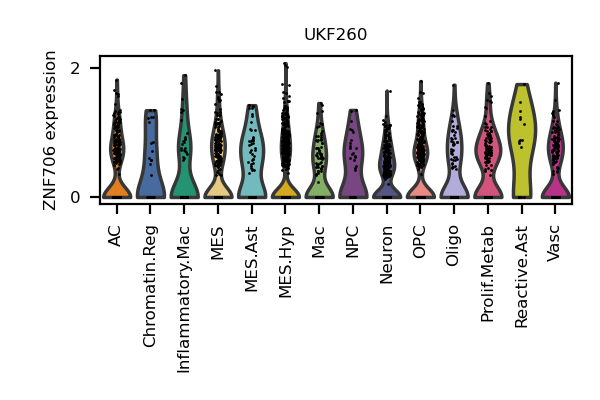 UKF260
ZNF706 expression
2
0
AC
Chromatin.Reg
Inflammatory.Mac
MES
MES.Ast
MES.Hyp
Mac
NPC
Neuron
OPC
Oligo
Prolif.Metab
Reactive.Ast
Vasc